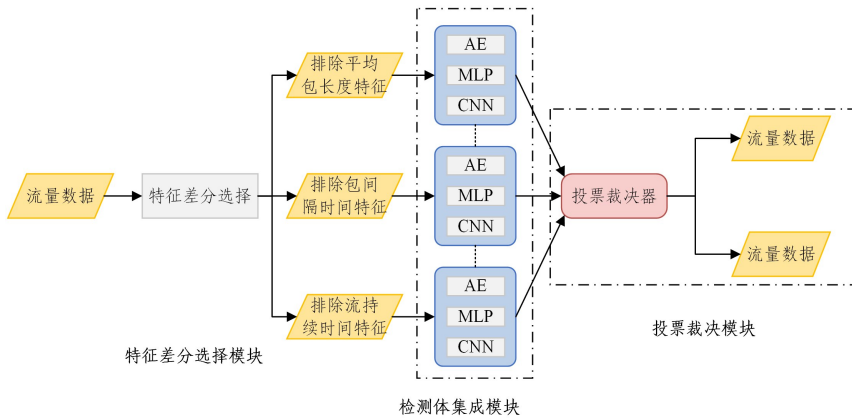 流量数据
特征差分选择
排除平均
包长度特征
排除包间
隔时间特征
排除流持
续时间特征
AE
MLP
CNN
AE
MLP
CNN
AE
MLP
CNN
投票裁决器
流量数据
流量数据
特征差分选择模块
检测体集成模块
投票裁决模块